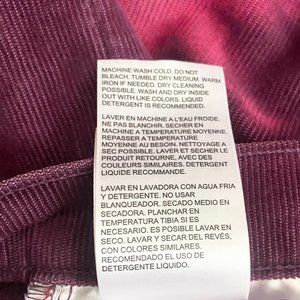 MACHINE WASH COLD, DO NOT
BLEACH. TUMBLE DRY MEDIUM. WARM
IRON IF NEEDED. DRY CLEANING
POSSIBLE. WASH AND DRY INSIDE
OUT WITH LIKE COLORS. LIQUID
DETERGENT IS RECOMMENDED.
LAVER EN MACHINE A L'EAU FROIDE.
NE PAS BLANCHIR. SECHER EN
MACHINE A TEMPERATURE MOYENNE.
REPASSER A TEMPERATURE
MOYENNE AU BESOIN. NETTOYAGE A
SEC POSSIBLE. LAVER ET SECHER LE
PRODUIT RETOURNE, AVEC DES
COULEURS SIMILAIRES. DETERGENT
LIQUIDE RECOMMANDE.
LAVAR EN LAVADORA CON AGUA FRIA
Y DETERGENTE. NO USAR
BLANQUEADOR. SECADO MEDIO EN
SECADORA. PLANCHAR EN
TEMPERATURA TIBIA SI ES
NECESARIO. ES POSIBLE LAVAR EN
SECO. LAVAR Y SECAR DEL REVÉS,
CON COLORES SIMILARES.
RECOMENDADO EL USO DE
DETERGENTE LIQUIDO.